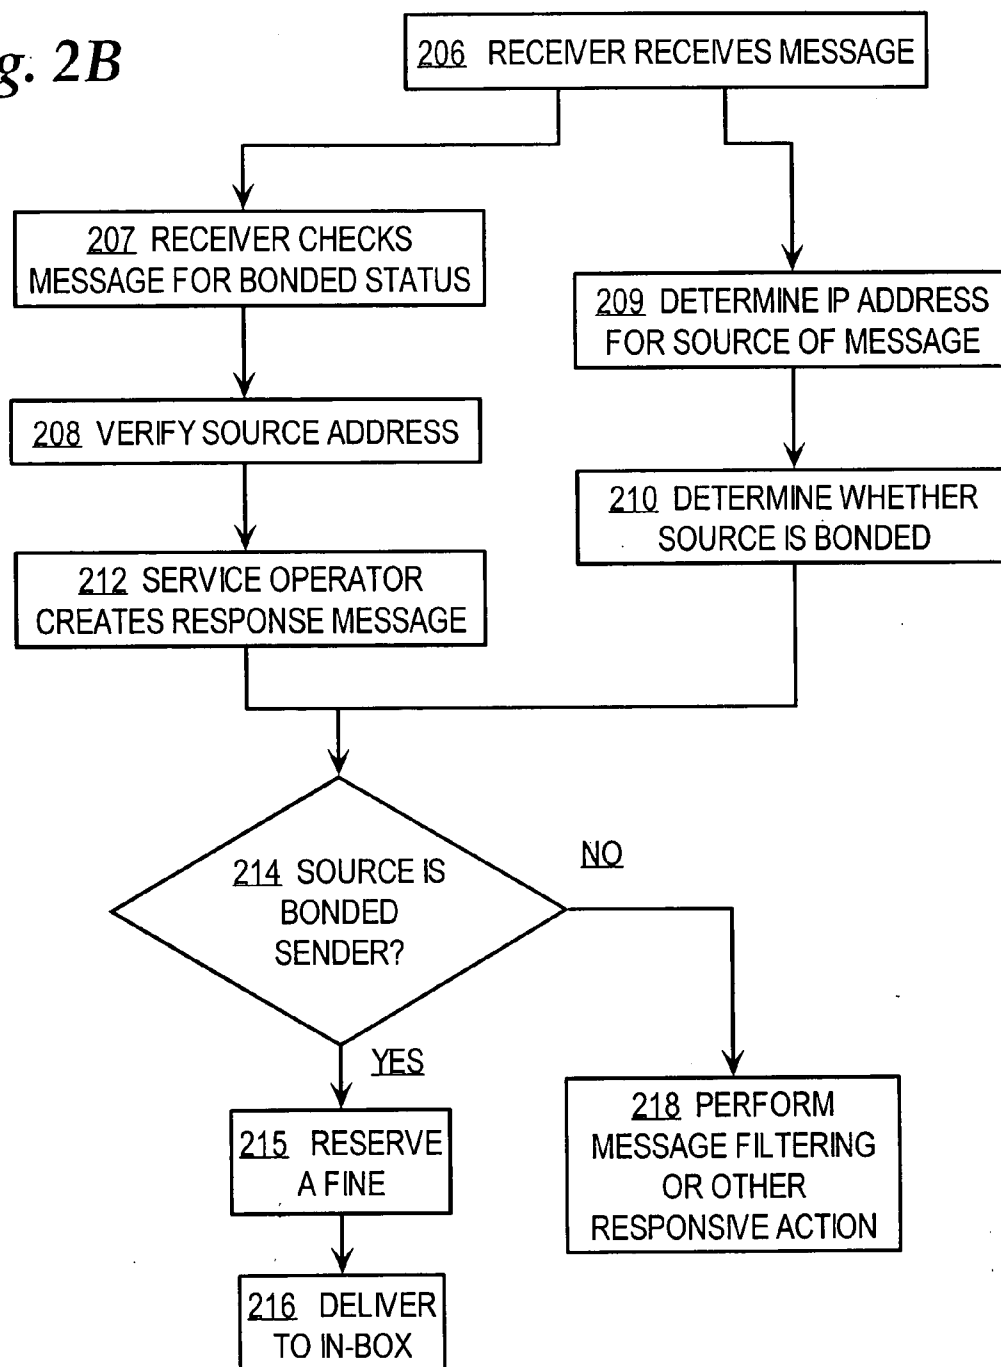 g. 2B
206 RECEIVER RECEIVES MESSAGE
207 RECEIVER CHECKS
MESSAGE FOR BONDED STATUS
209 DETERMINE IP ADDRESS
FOR SOURCE OF MESSAGE
208 VERIFY SOURCE ADDRESS
210 DETERMINE WHETHER
SOURCE IS BONDED
212 SERVICE OPERATOR
CREATES RESPONSE MESSAGE
214 SOURCE IS
BONDED
SENDER?
NO
YES
215 RESERVE
A FINE
218 PERFORM
MESSAGE FILTERING
OR OTHER
RESPONSIVE ACTION
216 DELIVER
TO IN-BOX